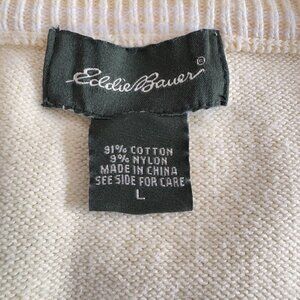 Eddie Bauer®
91% COTTON
9% NYLON
MADE IN CHINA
SEE SIDE FOR CARE
L